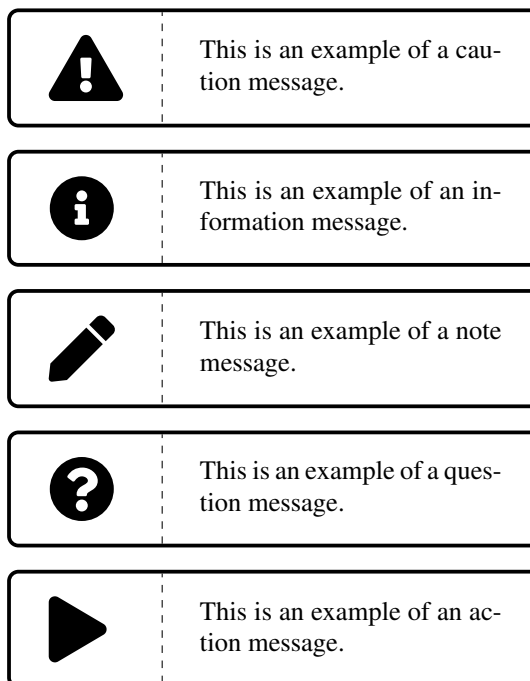 This is an example of a cau-
tion message.
This is an example of an in-
formation message.
This is an example of a note
message.
This is an example of a ques-
tion message.
This is an example of an ac-
tion message.